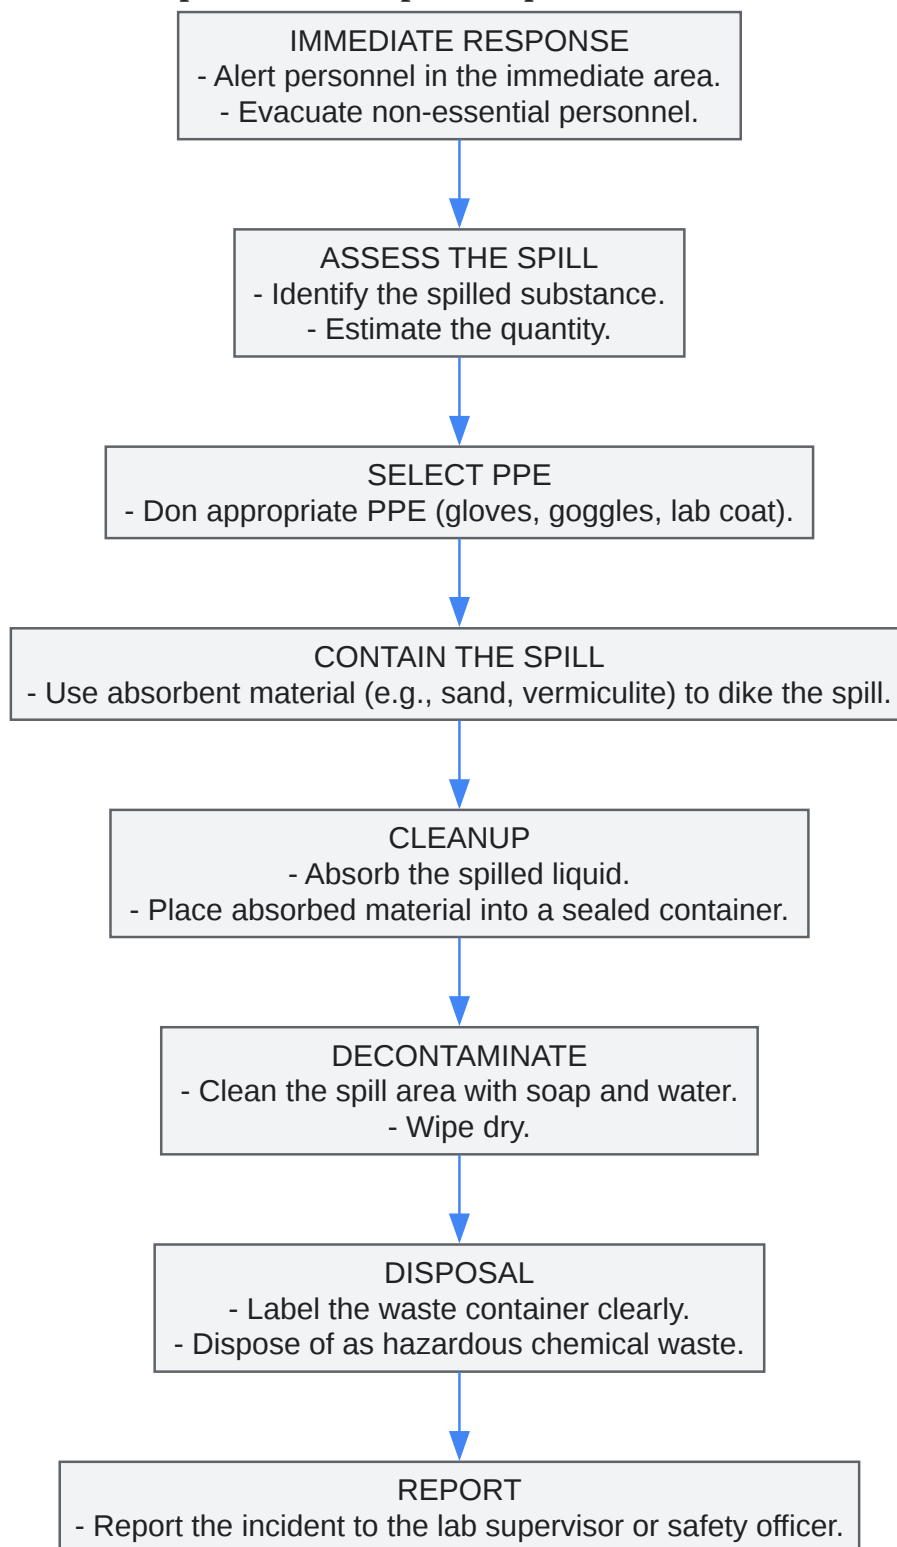 IMMEDIATE RESPONSE
- Alert personnel in the immediate area.
- Evacuate non-essential personnel.
ASSESS THE SPILL
- Identify the spilled substance.
- Estimate the quantity.
SELECT PPE
- Don appropriate PPE (gloves, goggles, lab coat).
CONTAIN THE SPILL
- Use absorbent material (e.g., sand, vermiculite) to dike the spill.
CLEANUP
- Absorb the spilled liquid.
- Place absorbed material into a sealed container.
DECONTAMINATE
- Clean the spill area with soap and water.
- Wipe dry.
DISPOSAL
- Label the waste container clearly.
- Dispose of as hazardous chemical waste.
REPORT
- Report the incident to the lab supervisor or safety officer.